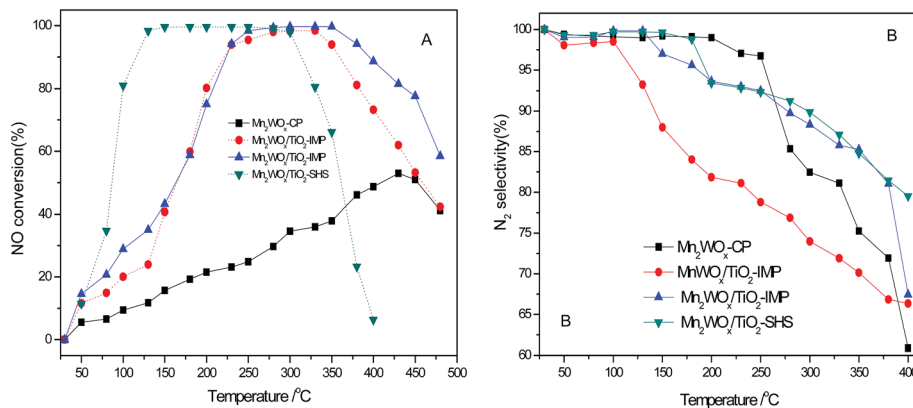 100
80
60
40
20
0
50
100
150
200
250
300
350
400
450
500
NO conversion(%)
Temperature /°C
A
Mn₂WOₓ-CP
Mn₂WOₓ/TiO₂-IMP
Mn₂WOₓ/TiO₂-IMP
Mn₂WOₓ/TiO₂-SHS
100
95
90
85
80
75
70
65
60
50
100
150
200
250
300
350
400
N₂ selectivity(%)
Temperature /°C
B
B
Mn₂WOₓ-CP
MnWOₓ/TiO₂-IMP
Mn₂WOₓ/TiO₂-IMP
Mn₂WOₓ/TiO₂-SHS